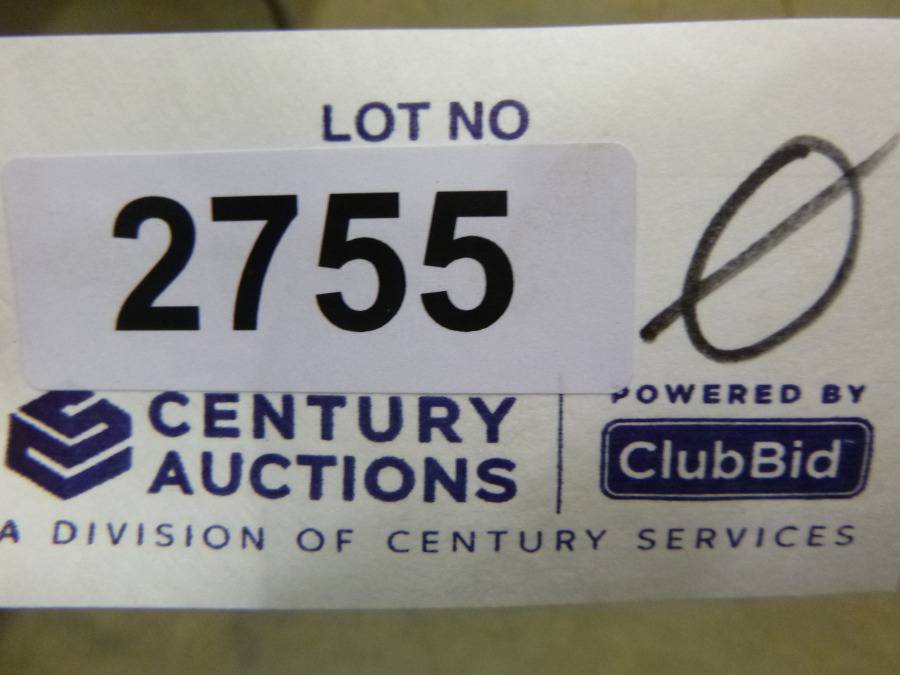 LOT NO
2755 Ø
CENTURY
AUCTIONS
POWERED BY
ClubBid
A DIVISION OF CENTURY SERVICES